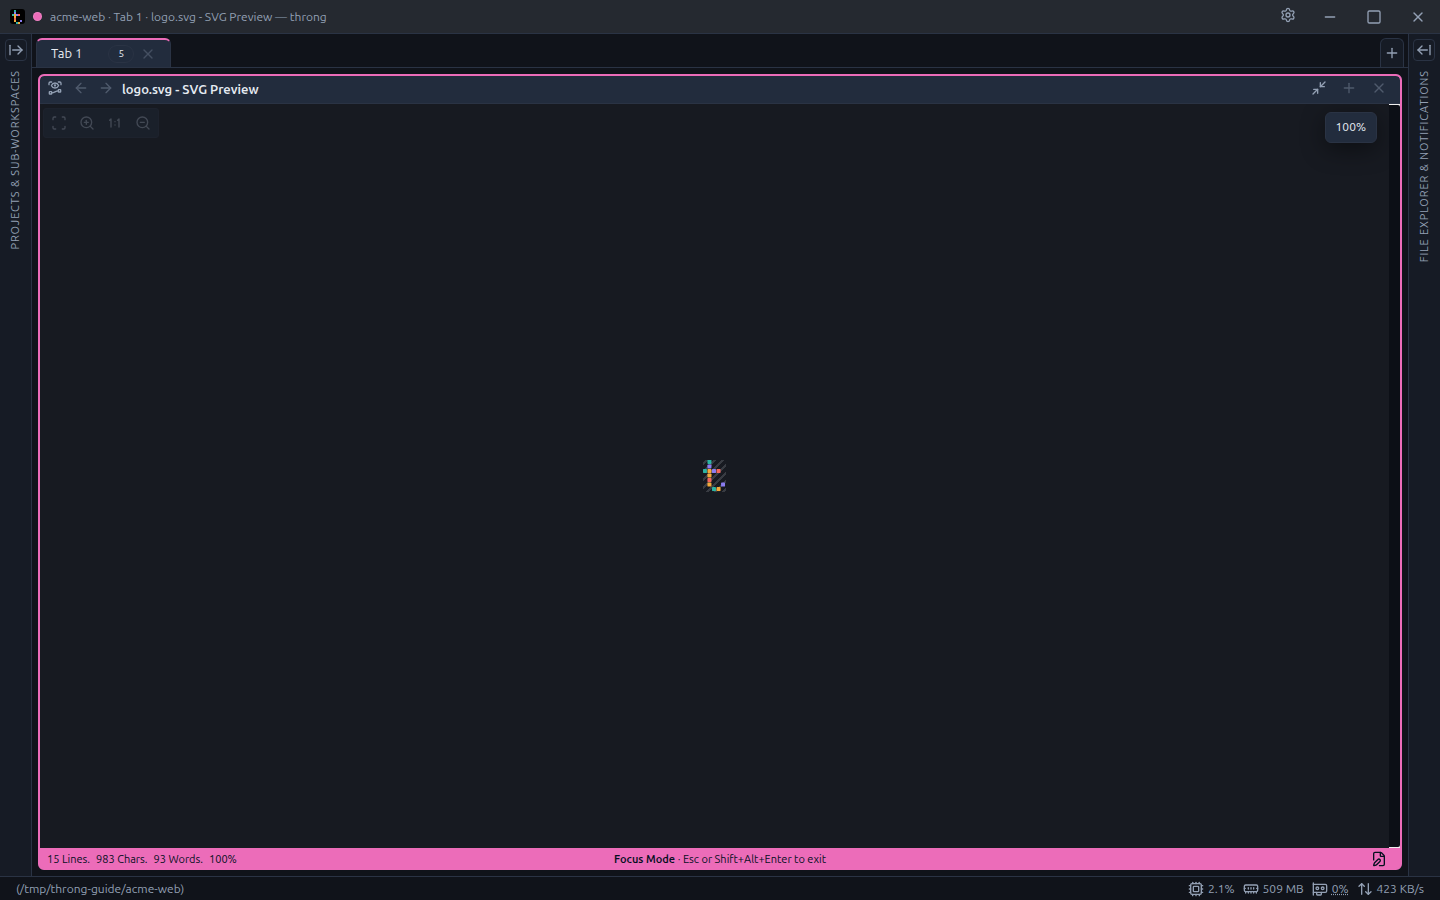 acme-web · Tab 1 · logo.svg - SVG Preview — throng
Tab 1 5
PROJECTS & SUB-WORKSPACES
logo.svg - SVG Preview
1:1
100%
FILE EXPLORER & NOTIFICATIONS
t
15 Lines. 983 Chars. 93 Words. 100%
Focus Mode · Esc or Shift+Alt+Enter to exit
(/tmp/throng-guide/acme-web)
2.1% 509 MB 0% 423 KB/s